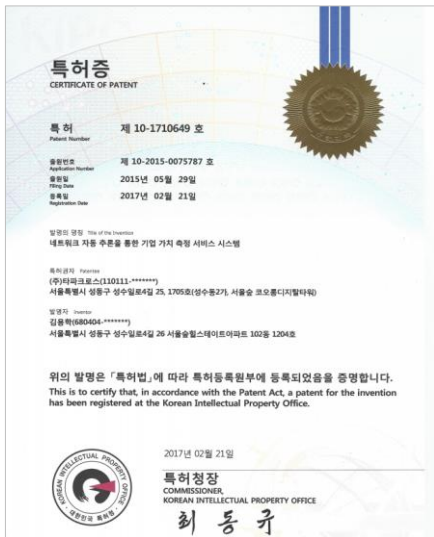 특허증
CERTIFICATE OF PATENT
특 허 제 10-1710649 호
Patent Number
출원번호 제 10-2015-0075787 호
Application Number
출원일 2015년 05월 29일
Filing Date
등록일 2017년 02월 21일
Registration Date
발명의 명칭 Title of the Invention
네트워크 자동 추론을 통한 기업 가치 측정 서비스 시스템
특허권자 Patentee
(주)타파크로스(110111-*******)
서울특별시 성동구 성수일로4길 25, 1705호(성수동2가, 서울숲 코오롱디지털타워)
발명자 Inventor
김용학(680404-*******)
서울특별시 성동구 성수일로4길 26 서울숲힐스테이트아파트 102동 1204호
위의 발명은 「특허법」에 따라 특허등록원부에 등록되었음을 증명합니다.
This is to certify that, in accordance with the Patent Act, a patent for the invention
has been registered at the Korean Intellectual Property Office.
2017년 02월 21일
특허청장
COMMISSIONER,
KOREAN INTELLECTUAL PROPERTY OFFICE
최동규
KOREAN INTELLECTUAL PROPERTY OFFICE
대한민국 특허청